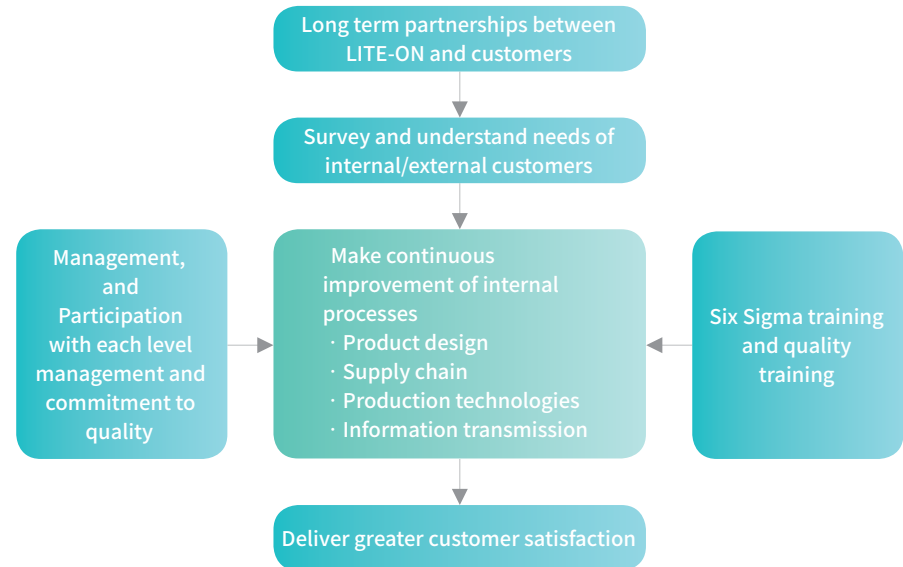 Long term partnerships between
LITE-ON and customers
Survey and understand needs of
internal/external customers
Management,
and
Participation
with each level
management and
commitment to
quality
Make continuous
improvement of internal
processes
· Product design
· Supply chain
· Production technologies
· Information transmission
Six Sigma training
and quality
training
Deliver greater customer satisfaction